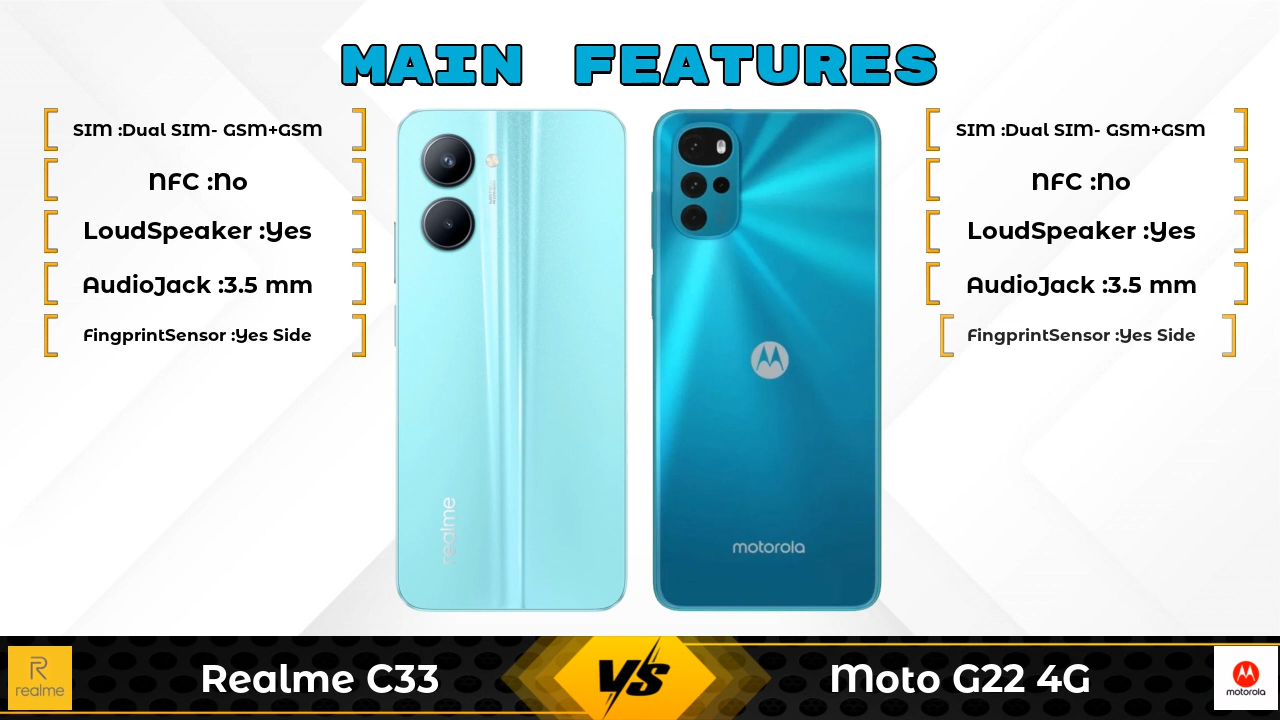 MAIN FEATURES
SIM :Dual SIM- GSM+GSM
NFC :No
LoudSpeaker :Yes
AudioJack :3.5 mm
FingprintSensor :Yes Side
realme
motorola
SIM :Dual SIM- GSM+GSM
NFC :No
LoudSpeaker :Yes
AudioJack :3.5 mm
FingprintSensor :Yes Side
realme
Realme C33
VS
Moto G22 4G
motorola